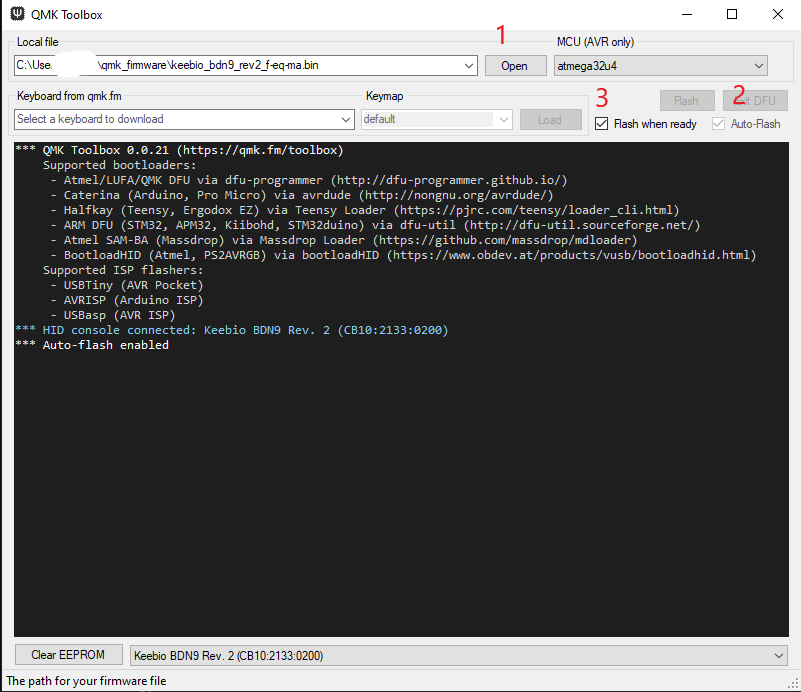 QMK Toolbox
1
Local file
MCU (AVR only)
C:\Use \qmk_firmware\keebio_bdn9_rev2_f-eq-ma.bin
Open
atmega32u4
Keyboard from qmk.fm
Keymap
3
2
Flash
DFU
Select a keyboard to download
default
Load
Flash when ready
Auto-Flash
*** QMK Toolbox 0.0.21 (https://qmk.fm/toolbox)
Supported bootloaders:
- Atmel/LUFA/QMK DFU via dfu-programmer (http://dfu-programmer.github.io/)
- Caterina (Arduino, Pro Micro) via avrdude (http://nongnu.org/avrdude/)
- Halfkay (Teensy, Ergodox EZ) via Teensy Loader (https://pjrc.com/teensy/loader_cli.html)
- ARM DFU (STM32, APM32, Kiibohd, STM32duino) via dfu-util (http://dfu-util.sourceforge.net/)
- Atmel SAM-BA (Massdrop) via Massdrop Loader (https://github.com/massdrop/mdloader)
- BootloadHID (Atmel, PS2AVRGB) via bootloadHID (https://www.obdev.at/products/vusb/bootloadhid.html)
Supported ISP flashers:
- USBTiny (AVR Pocket)
- AVRISP (Arduino ISP)
- USBasp (AVR ISP)
*** HID console connected: Keebio BDN9 Rev. 2 (CB10:2133:0200)
*** Auto-flash enabled
Clear EEPROM
Keebio BDN9 Rev. 2 (CB10:2133:0200)
The path for your firmware file